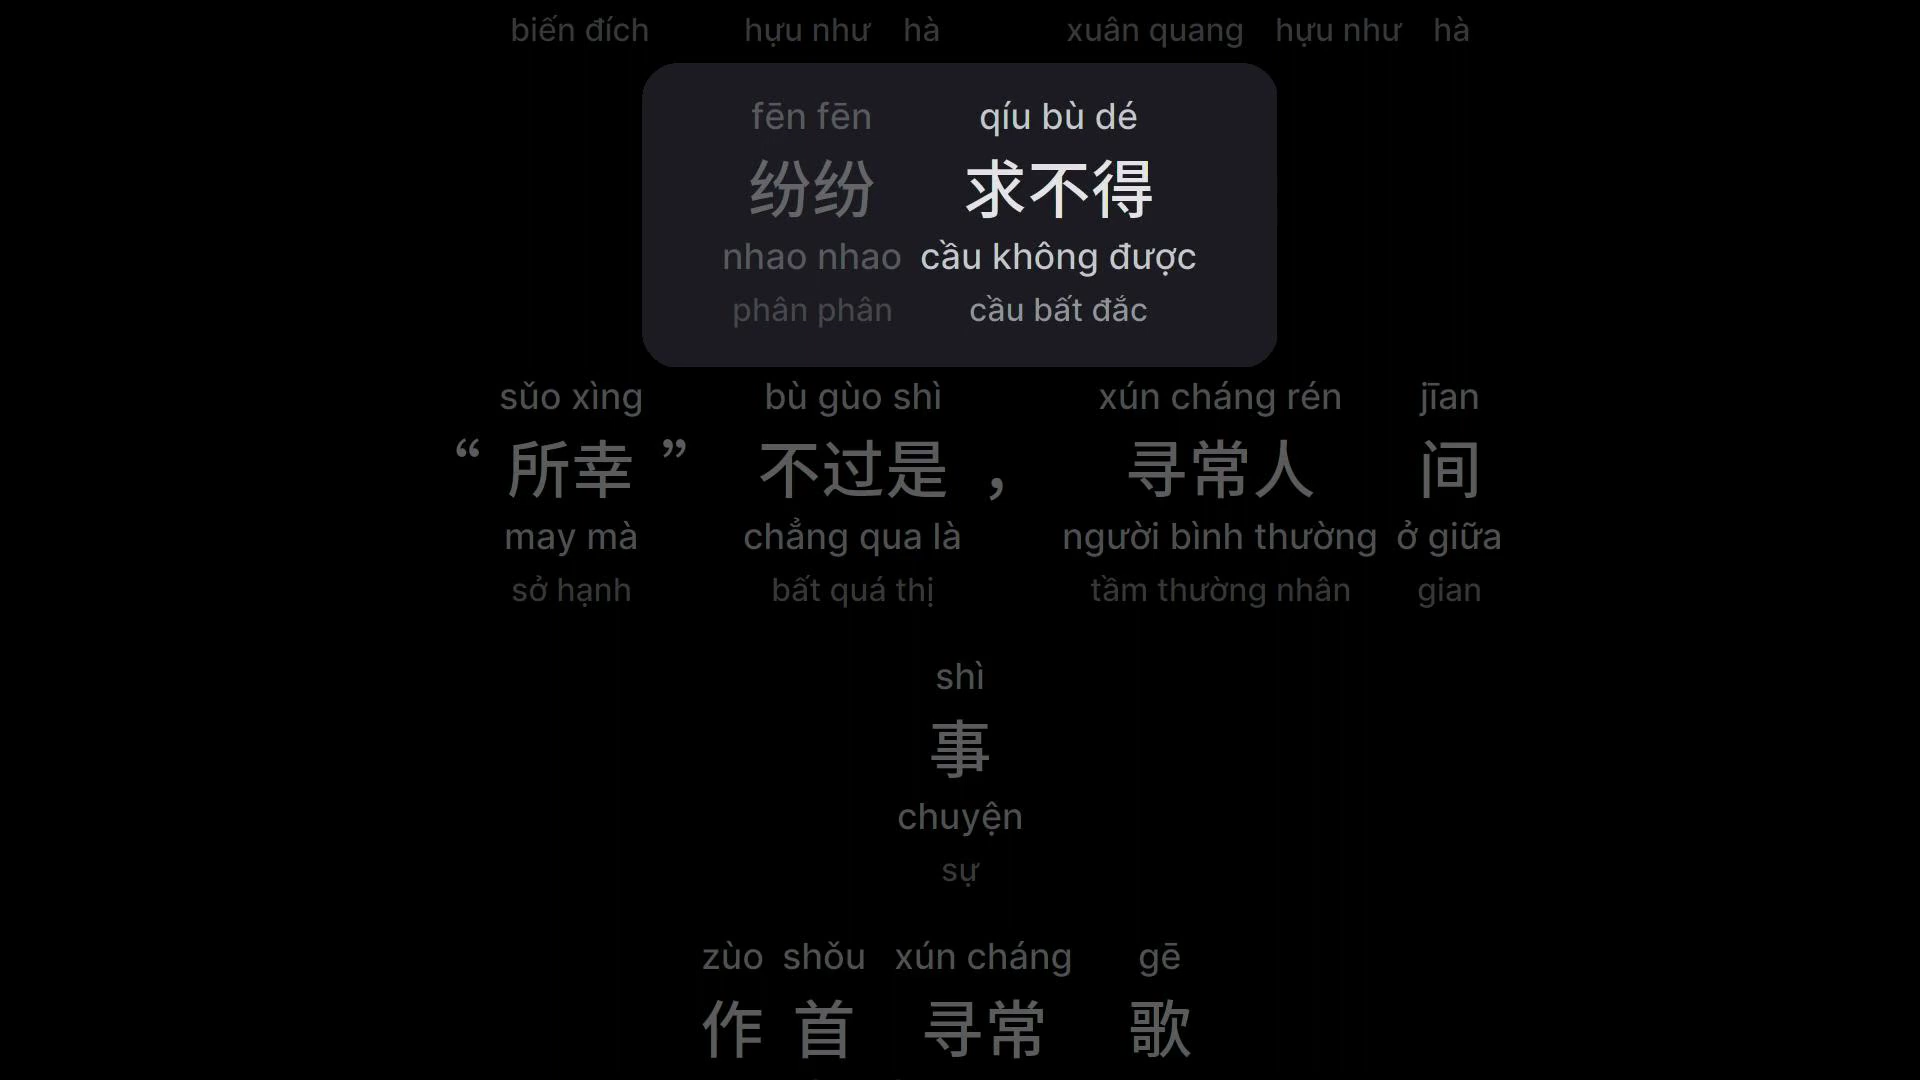 biến đích hựu như hà xuân quang hựu như hà
fēn fēn qíu bù dé
纷纷 求不得
nhao nhao cầu không được
phân phân cầu bất đắc
sǔo xìng bù gùo shì xún cháng rén jīan
“ 所幸 ” 不过是 ， 寻常人 间
may mà chẳng qua là người bình thường ở giữa
sở hạnh bất quá thị tầm thường nhân gian
shì
事
chuyện
sự
zùo shǒu xún cháng gē
作 首 寻常 歌